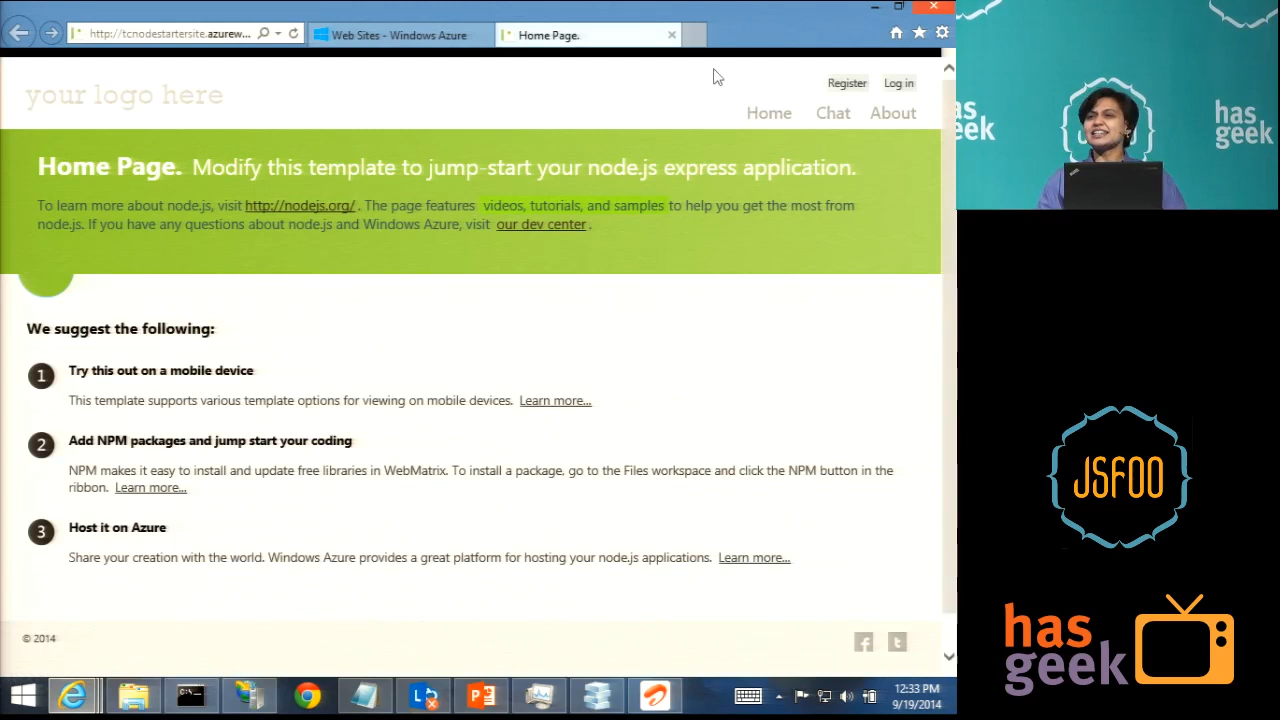 http://tcnodestartersite.azurew...
Web Sites - Windows Azure
Home Page.
your logo here
Register
Log in
Home
Chat
About
Home Page. Modify this template to jump-start your node.js express application.
To learn more about node.js, visit http://nodejs.org/ . The page features videos, tutorials, and samples to help you get the most from
node.js. If you have any questions about node.js and Windows Azure, visit our dev center .
We suggest the following:
1
Try this out on a mobile device
This template supports various template options for viewing on mobile devices. Learn more...
2
Add NPM packages and jump start your coding
NPM makes it easy to install and update free libraries in WebMatrix. To install a package, go to the Files workspace and click the NPM button in the
ribbon. Learn more...
3
Host it on Azure
Share your creation with the world. Windows Azure provides a great platform for hosting your node.js applications. Learn more...
© 2014
12:33 PM
9/19/2014
has
geek
JSFOO
has
geek